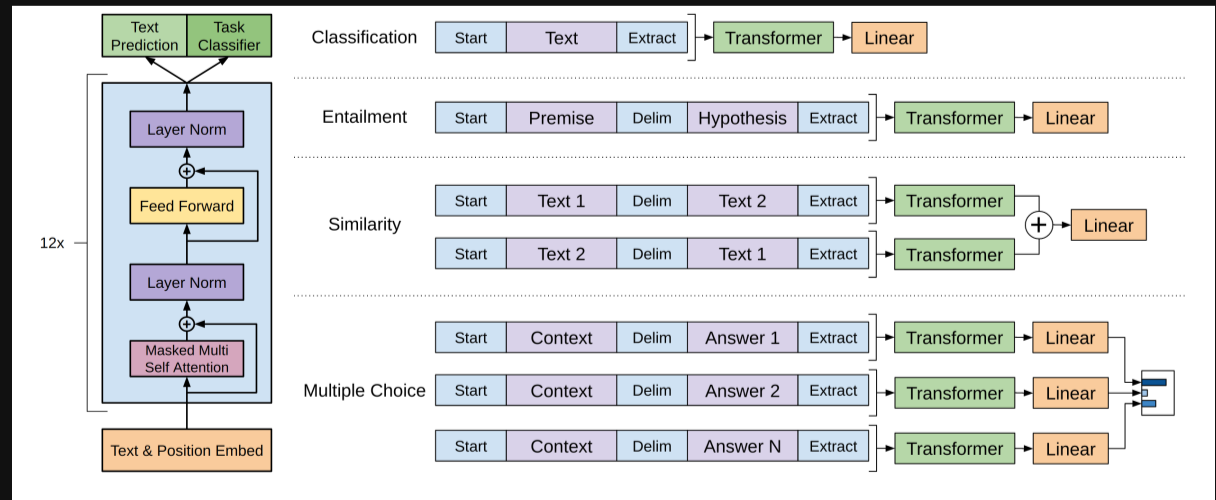 Text
Prediction
Task
Classifier
12x
Layer Norm
+
Feed Forward
Layer Norm
+
Masked Multi
Self Attention
Text & Position Embed
Classification Start Text Extract Transformer Linear
Entailment Start Premise Delim Hypothesis Extract Transformer Linear
Similarity
Start Text 1 Delim Text 2 Extract Transformer
+ Linear
Start Text 2 Delim Text 1 Extract Transformer
Multiple Choice
Start Context Delim Answer 1 Extract Transformer Linear
Start Context Delim Answer 2 Extract Transformer Linear
Start Context Delim Answer N Extract Transformer Linear